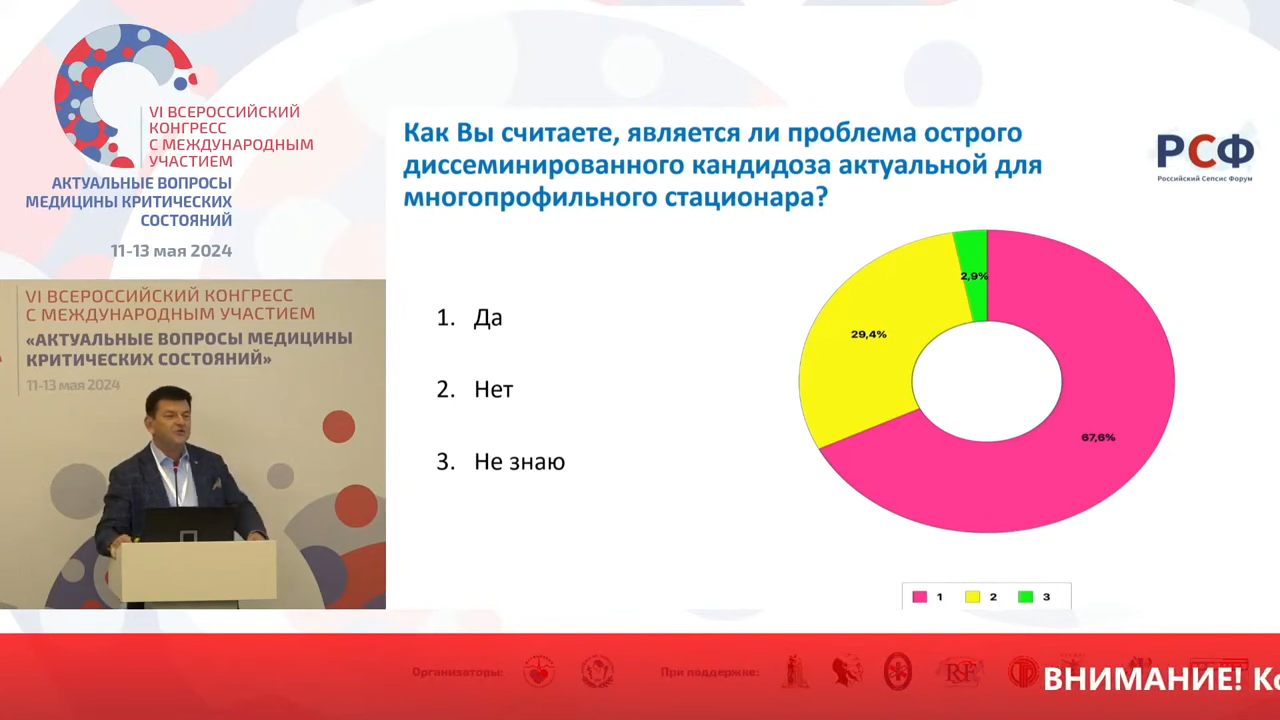 VI ВСЕРОССИЙСКИЙ
КОНГРЕСС
С МЕЖДУНАРОДНЫМ
УЧАСТИЕМ
АКТУАЛЬНЫЕ ВОПРОСЫ
МЕДИЦИНЫ КРИТИЧЕСКИХ
СОСТОЯНИЙ
11-13 мая 2024
VI ВСЕРОССИЙСКИЙ КОНГРЕСС
С МЕЖДУНАРОДНЫМ УЧАСТИЕМ
«АКТУАЛЬНЫЕ ВОПРОСЫ МЕДИЦИНЫ
КРИТИЧЕСКИХ СОСТОЯНИЙ»
11-13 мая 2024
Как Вы считаете, является ли проблема острого
диссеминированного кандидоза актуальной для
многопрофильного стационара?
РСФ
Российский Сепсис Форум
1. Да
2. Нет
3. Не знаю
2,9%
29,4%
67,6%
1 2 3
Организаторы:
При поддержке:
ВНИМАНИЕ! Ко